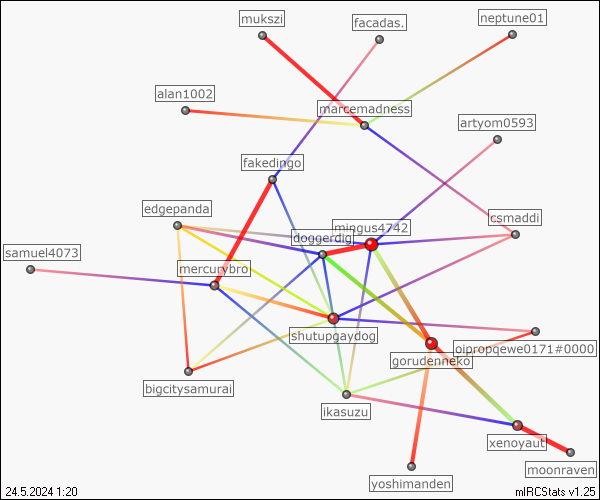 mukszi
facadas.
neptune01
alan1002
marcemadness
artyom0593
fakedingo
edgepanda
csmaddi
mingus4742
doggerdig
samuel4073
mercurybro
shutupgaydog
oipropqewe0171#0000
gorudenneko
bigcitysamurai
ikasuzu
xenoyaut
moonraven
yoshimanden
24.5.2024 1:20
mIRCStats v1.25